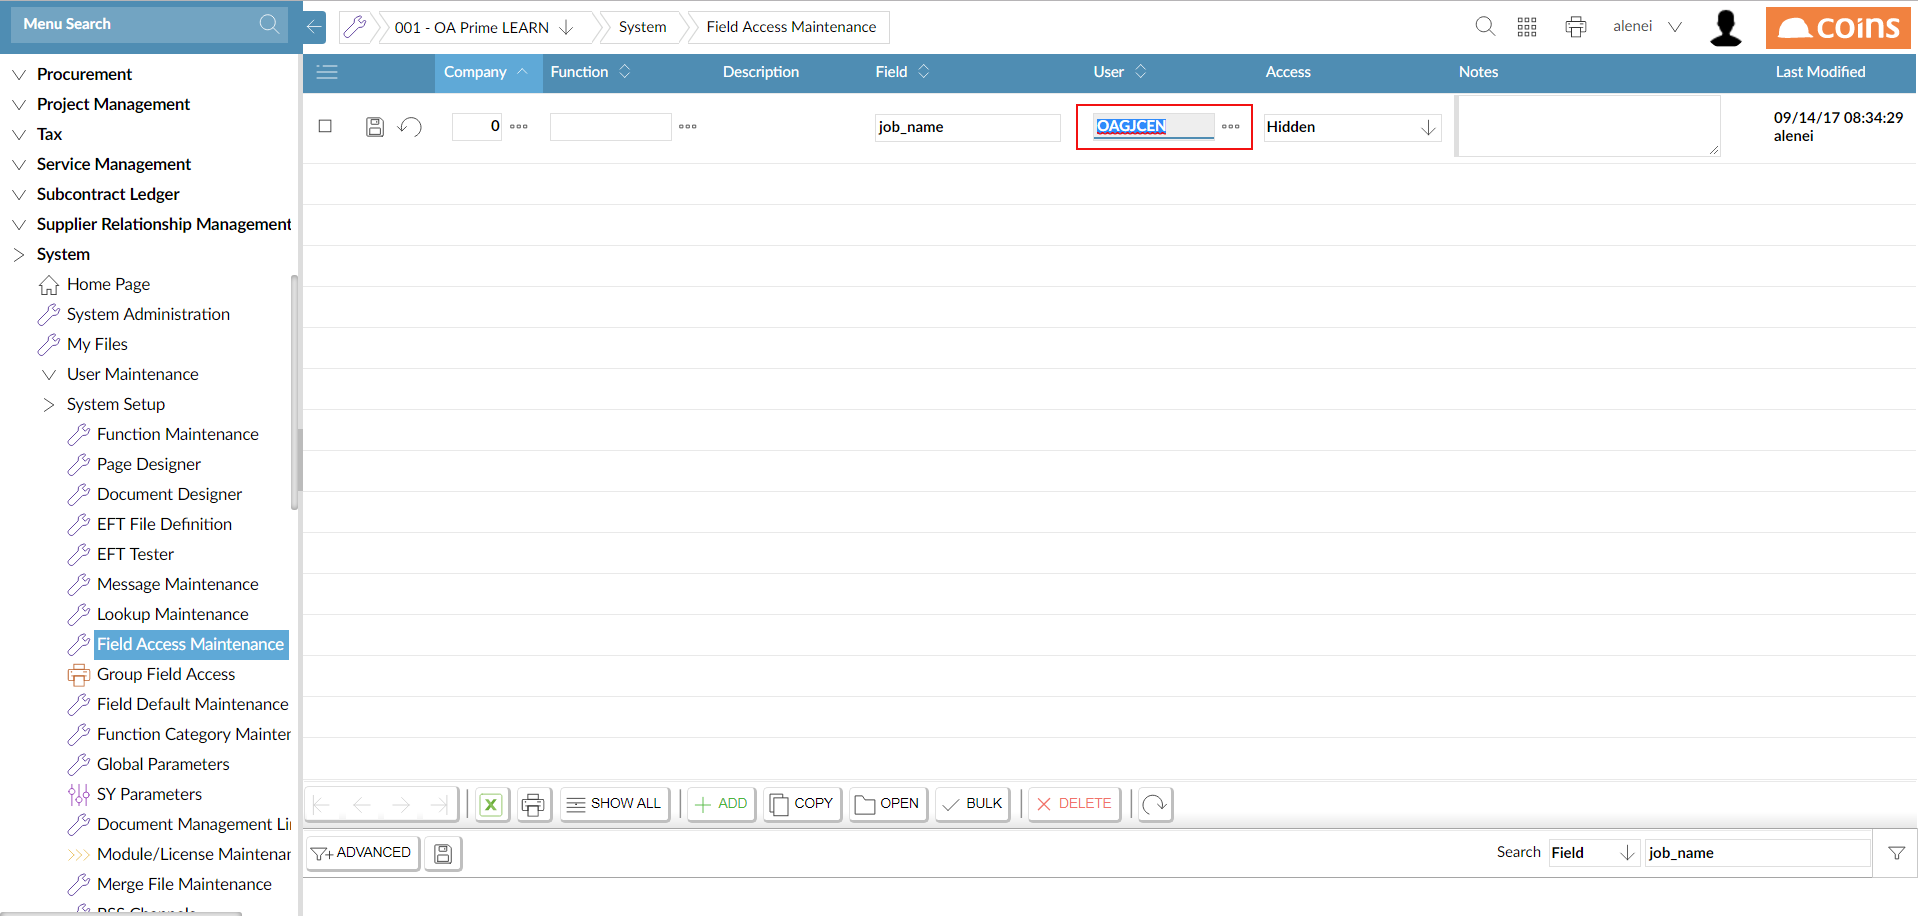 Menu Search
001 - OA Prime LEARN
System
Field Access Maintenance
alenei
coins
Procurement
Project Management
Tax
Service Management
Subcontract Ledger
Supplier Relationship Management
System
Home Page
System Administration
My Files
User Maintenance
System Setup
Function Maintenance
Page Designer
Document Designer
EFT File Definition
EFT Tester
Message Maintenance
Lookup Maintenance
Field Access Maintenance
Group Field Access
Field Default Maintenance
Function Category Mainten
Global Parameters
SY Parameters
Document Management Li
Module/License Maintenan
Merge File Maintenance
RSS Channels
Company Function Description Field User Access Notes Last Modified
0 job_name OAGJCEN Hidden 09/14/17 08:34:29
alenei
SHOW ALL ADD COPY OPEN BULK DELETE
ADVANCED Search Field job_name